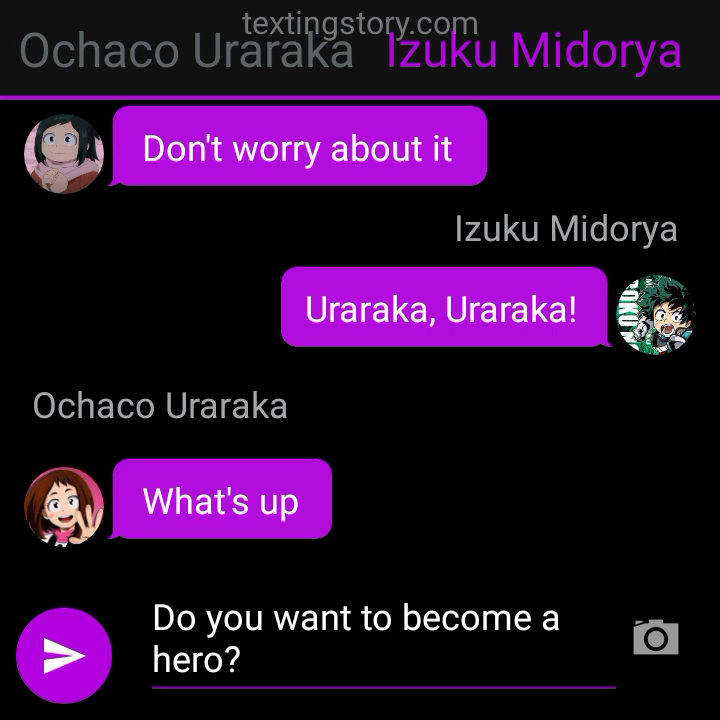 textingstory.com
Ochaco Uraraka Izuku Midorya
Don't worry about it
Izuku Midorya
Uraraka, Uraraka!
Ochaco Uraraka
What's up
Do you want to become a
hero?